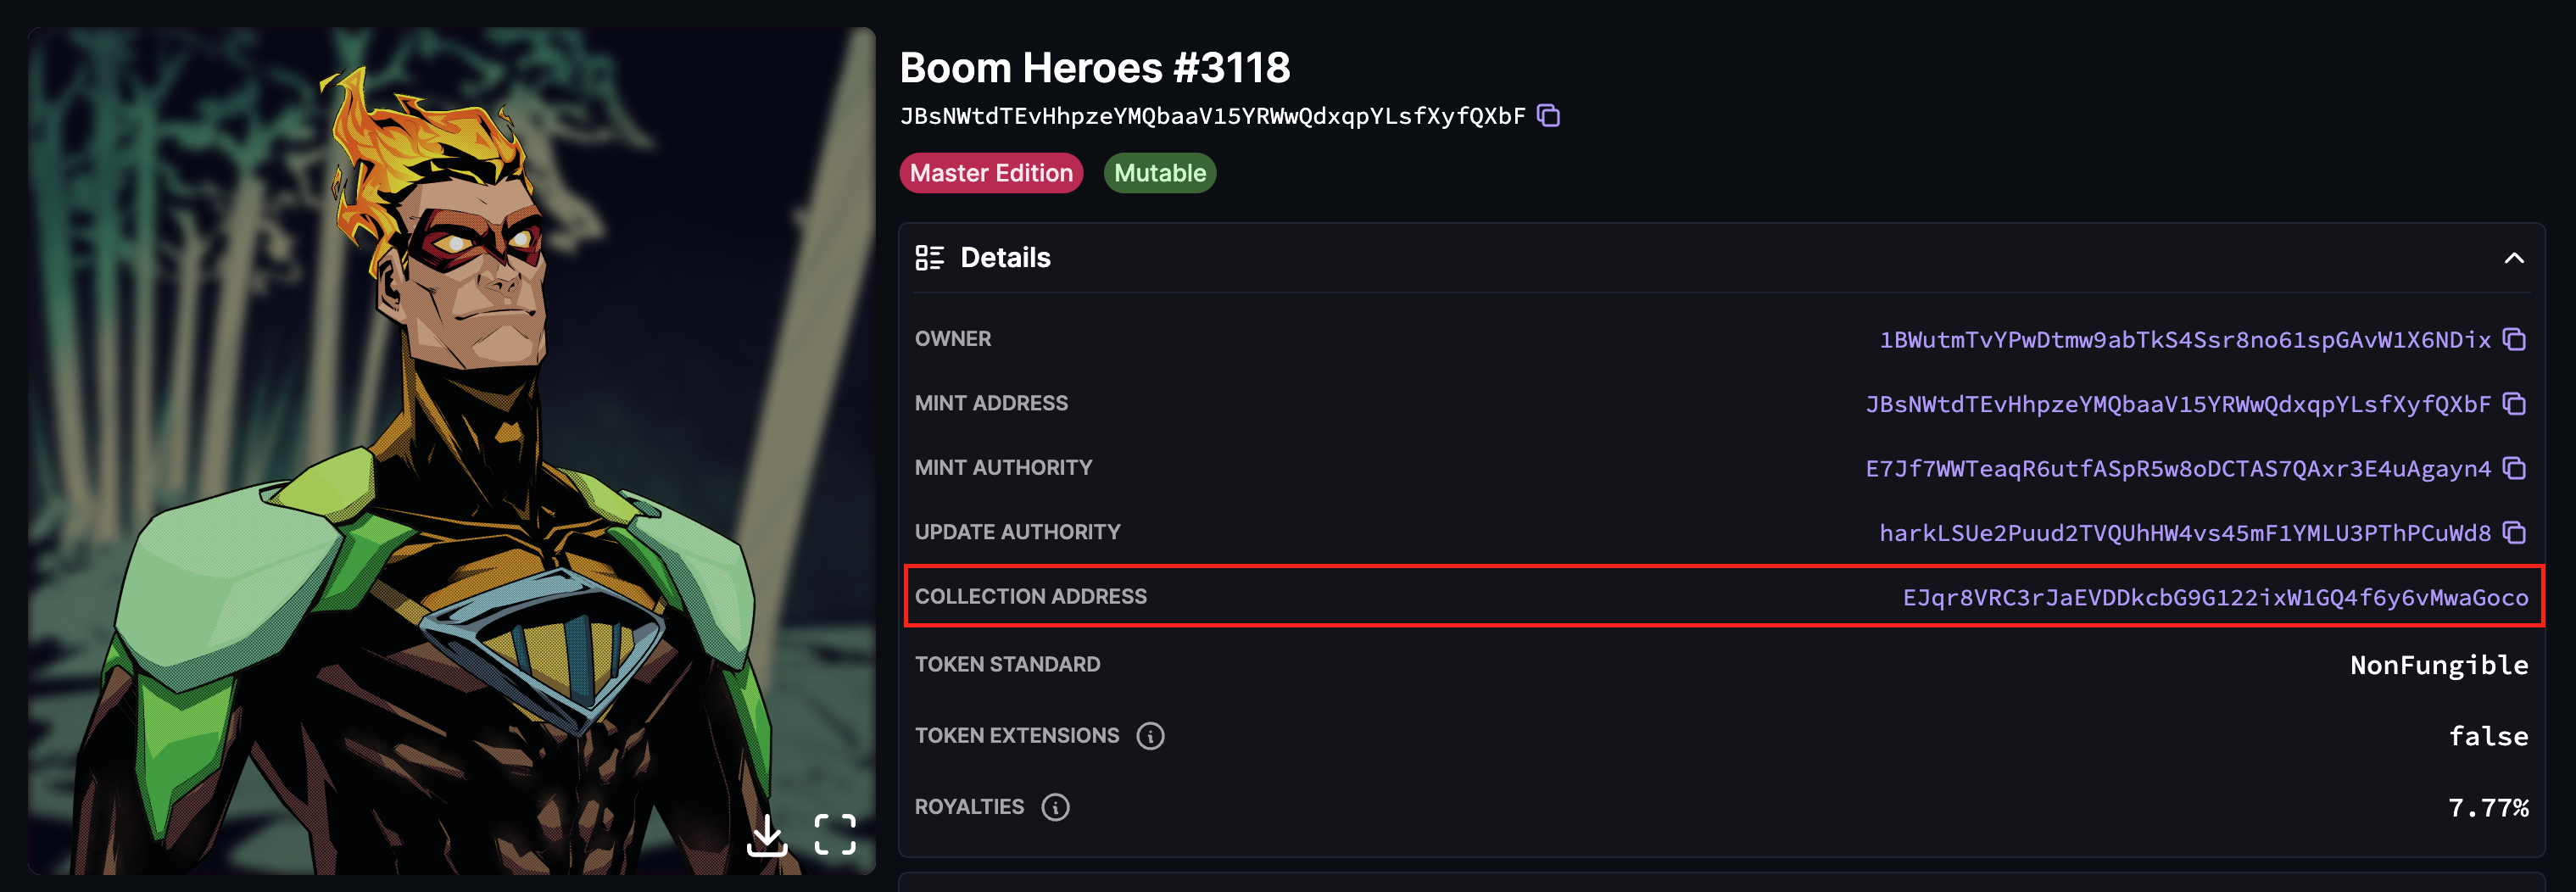 Boom Heroes #3118
JBsNWtdTEvHhpzeYMQbaaV15YRWwQdxqpYLsfXyfQXbF
Master Edition Mutable
Details
OWNER 1BWutmTvYPwDtmw9abTkS4Ssr8no61spGAvW1X6NDix
MINT ADDRESS JBsNWtdTEvHhpzeYMQbaaV15YRWwQdxqpYLsfXyfQXbF
MINT AUTHORITY E7Jf7WWTeaqR6utfASpR5w8oDCTAS7QAxr3E4uAgayn4
UPDATE AUTHORITY harkLSUe2Puud2TVQUhHW4vs45mF1YMLU3PThPCuWd8
COLLECTION ADDRESS EJqr8VRC3rJaEVDDkcbG9G122ixW1GQ4f6y6vMwaGoco
TOKEN STANDARD NonFungible
TOKEN EXTENSIONS false
ROYALTIES 7.77%